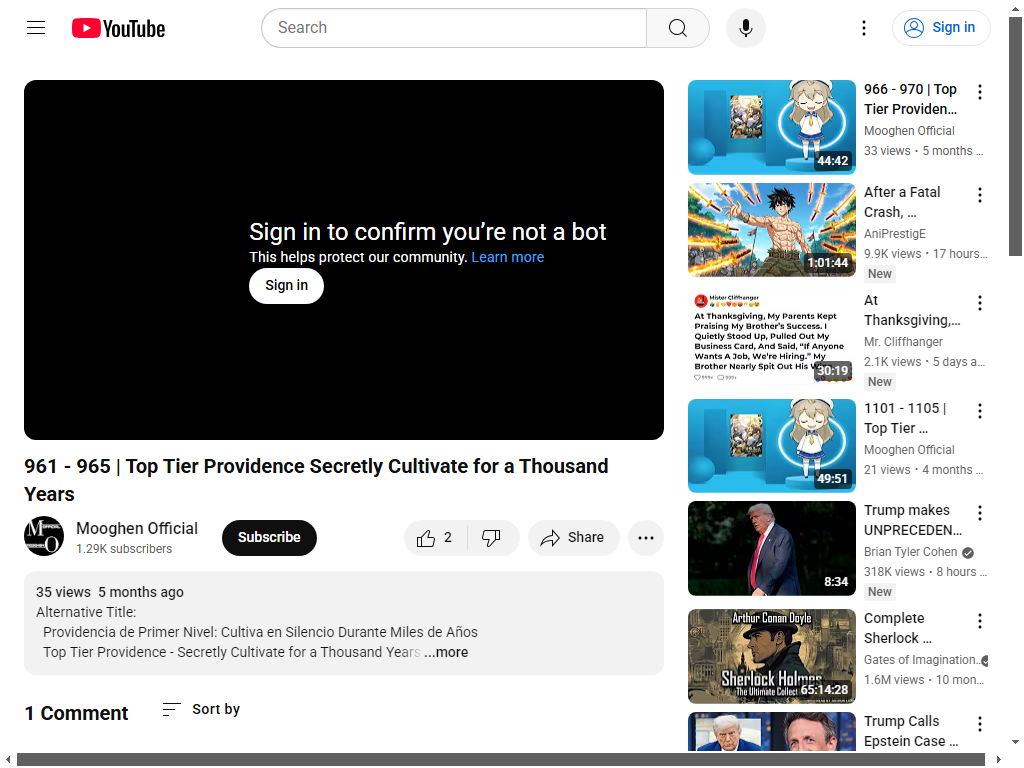 YouTube
Search
Sign in
Sign in to confirm you're not a bot
This helps protect our community. Learn more
Sign in
961 - 965 | Top Tier Providence Secretly Cultivate for a Thousand
Years
Mooghen Official
1.29K subscribers
Subscribe
2
Share
35 views 5 months ago
Alternative Title:
Providencia de Primer Nivel: Cultiva en Silencio Durante Miles de Años
Top Tier Providence - Secretly Cultivate for a Thousand Years ...more
1 Comment
Sort by
44:42
966 - 970 | Top
Tier Providen…
Mooghen Official
33 views • 5 months ...
1:01:44
After a Fatal
Crash, …
AniPrestigE
9.9K views • 17 hours...
New
Mister Cliffhanger
At Thanksgiving, My Parents Kept
Praising My Brother's Success. I
Quietly Stood Up, Pulled Out My
Business Card, And Said, "If Anyone
Wants A Job, We're Hiring." My
Brother Nearly Spit Out His
999+ 999+
30:19
At
Thanksgiving,…
Mr. Cliffhanger
2.1K views • 5 days a...
New
49:51
1101 - 1105 |
Top Tier …
Mooghen Official
21 views • 4 months ...
8:34
Trump makes
UNPRECEDEN…
Brian Tyler Cohen
318K views • 8 hours ...
New
Arthur Conan Doyle
Sherlock Holmes
The Ultimate Collect
65:14:28
Complete
Sherlock …
Gates of Imagination...
1.6M views • 10 mon...
Trump Calls
Epstein Case …